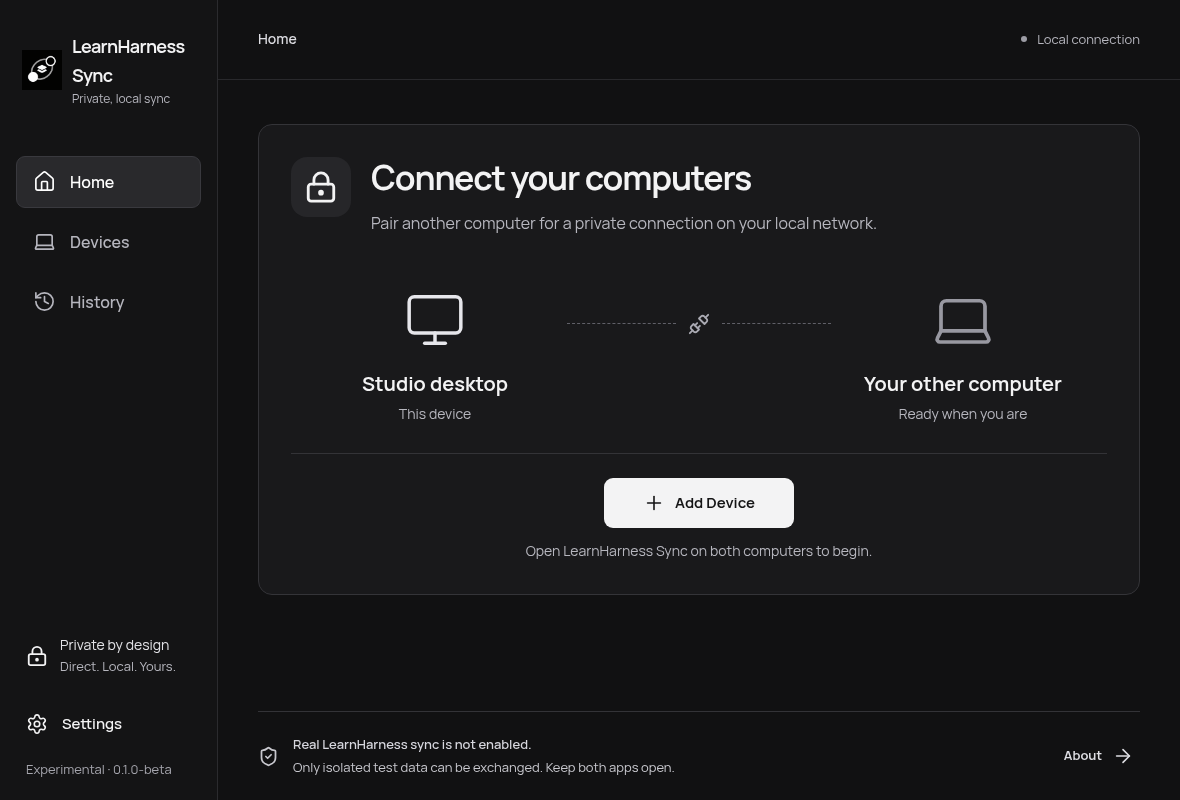 LearnHarness
Sync
Private, local sync
Home
Devices
History
Private by design
Direct. Local. Yours.
Settings
Experimental · 0.1.0-beta
Home
Local connection
Connect your computers
Pair another computer for a private connection on your local network.
Studio desktop
This device
Your other computer
Ready when you are
Add Device
Open LearnHarness Sync on both computers to begin.
Real LearnHarness sync is not enabled.
Only isolated test data can be exchanged. Keep both apps open.
About